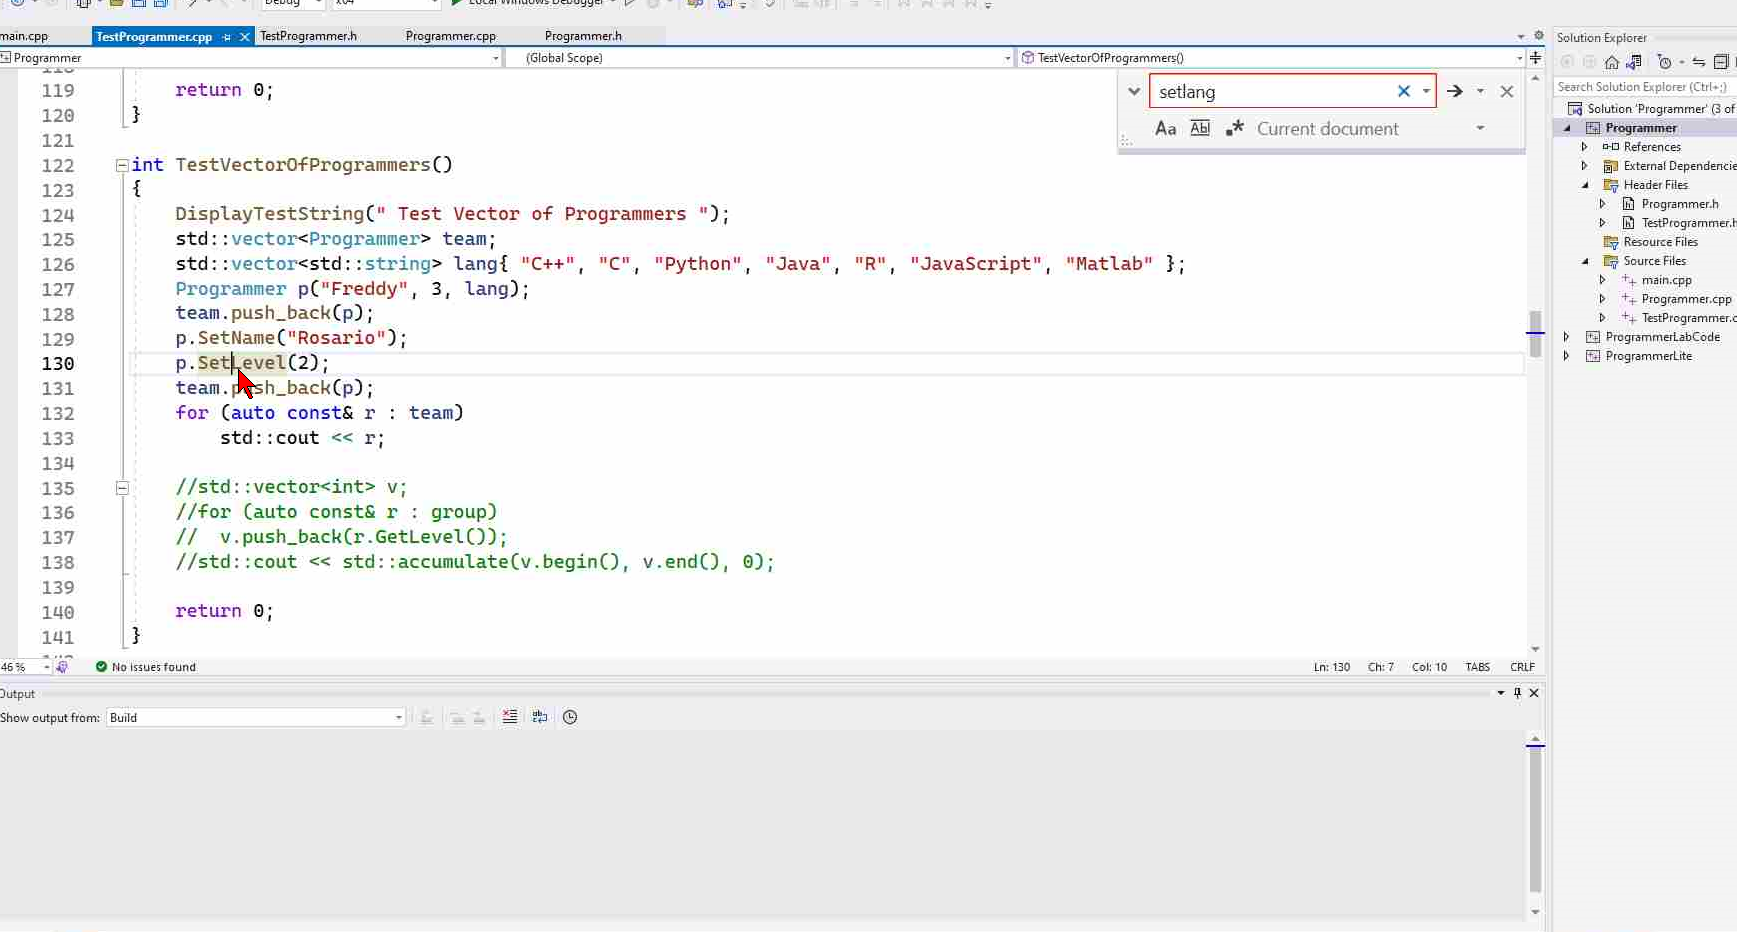 Debug
x64
Local Windows Debugger
main.cpp
TestProgrammer.cpp
TestProgrammer.h
Programmer.cpp
Programmer.h
Programmer
(Global Scope)
TestVectorOfProgrammers()
setlang
Aa
Current document
119 return 0;
120 }
121
122 int TestVectorOfProgrammers()
123 {
124 DisplayTestString(" Test Vector of Programmers ");
125 std::vector<Programmer> team;
126 std::vector<std::string> lang{ "C++", "C", "Python", "Java", "R", "JavaScript", "Matlab" };
127 Programmer p("Freddy", 3, lang);
128 team.push_back(p);
129 p.SetName("Rosario");
130 p.SetLevel(2);
131 team.push_back(p);
132 for (auto const& r : team)
133 std::cout << r;
134
135 //std::vector<int> v;
136 //for (auto const& r : group)
137 // v.push_back(r.GetLevel());
138 //std::cout << std::accumulate(v.begin(), v.end(), 0);
139
140 return 0;
141 }
46 %
No issues found
Ln: 130 Ch: 7 Col: 10 TABS CRLF
Output
Show output from: Build
Solution Explorer
Search Solution Explorer (Ctrl+;)
Solution 'Programmer' (3 of
Programmer
References
External Dependencie
Header Files
Programmer.h
TestProgrammer.h
Resource Files
Source Files
main.cpp
Programmer.cpp
TestProgrammer.c
ProgrammerLabCode
ProgrammerLite